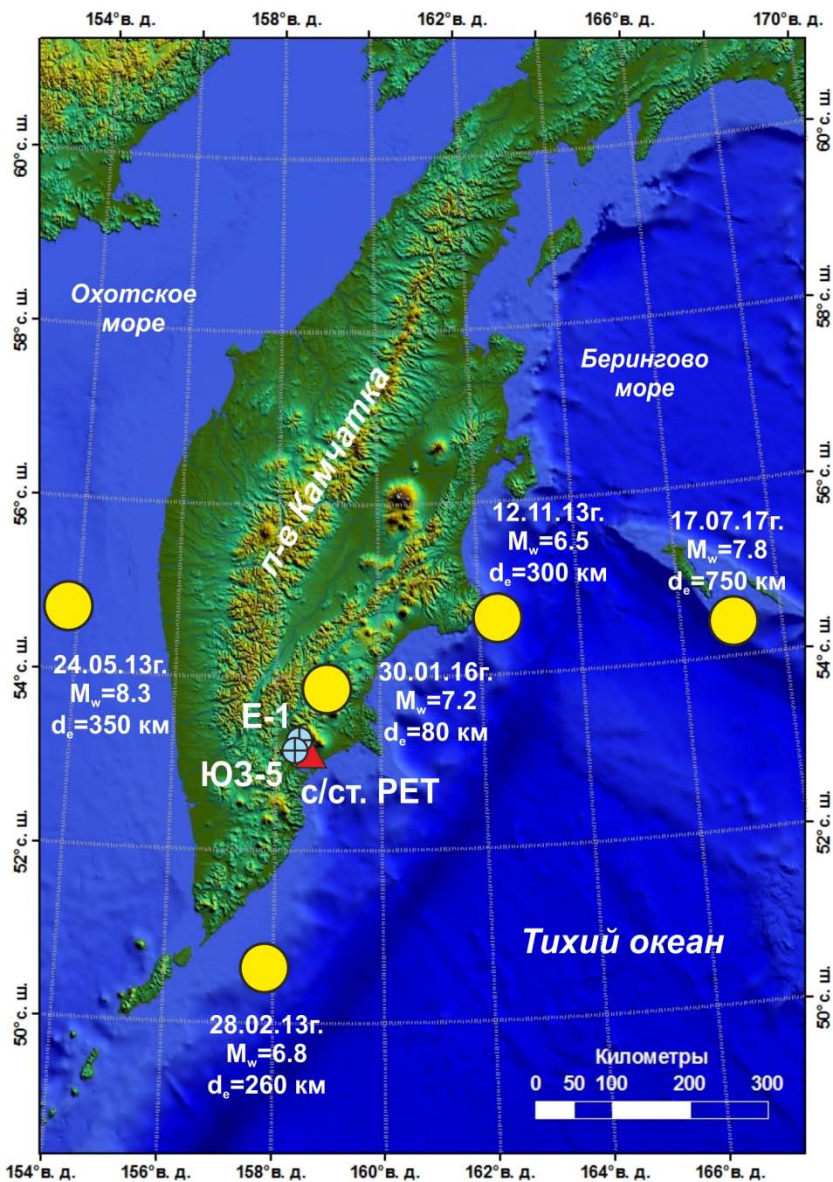 154°в. д. 158°в. д. 162°в. д. 166°в. д. 170°в. д.
60° с. ш. 60° с. ш.
Охотское
море
58° с. ш. 58° с. ш.
Берингово
море
п-в Камчатка
56° с. ш. 56° с. ш.
12.11.13г.
Mw=6.5
de=300 км
17.07.17г.
Mw=7.8
de=750 км
24.05.13г.
Mw=8.3
de=350 км
54° с. ш. 54° с. ш.
30.01.16г.
Mw=7.2
de=80 км
Е-1
ЮЗ-5
с/ст. РЕТ
52° с. ш. 52° с. ш.
Тихий океан
50° с. ш. 50° с. ш.
28.02.13г.
Mw=6.8
de=260 км
Километры
0 50 100 200 300
154°в. д. 156°в. д. 158°в. д. 160°в. д. 162°в. д. 164°в. д. 166°в. д.